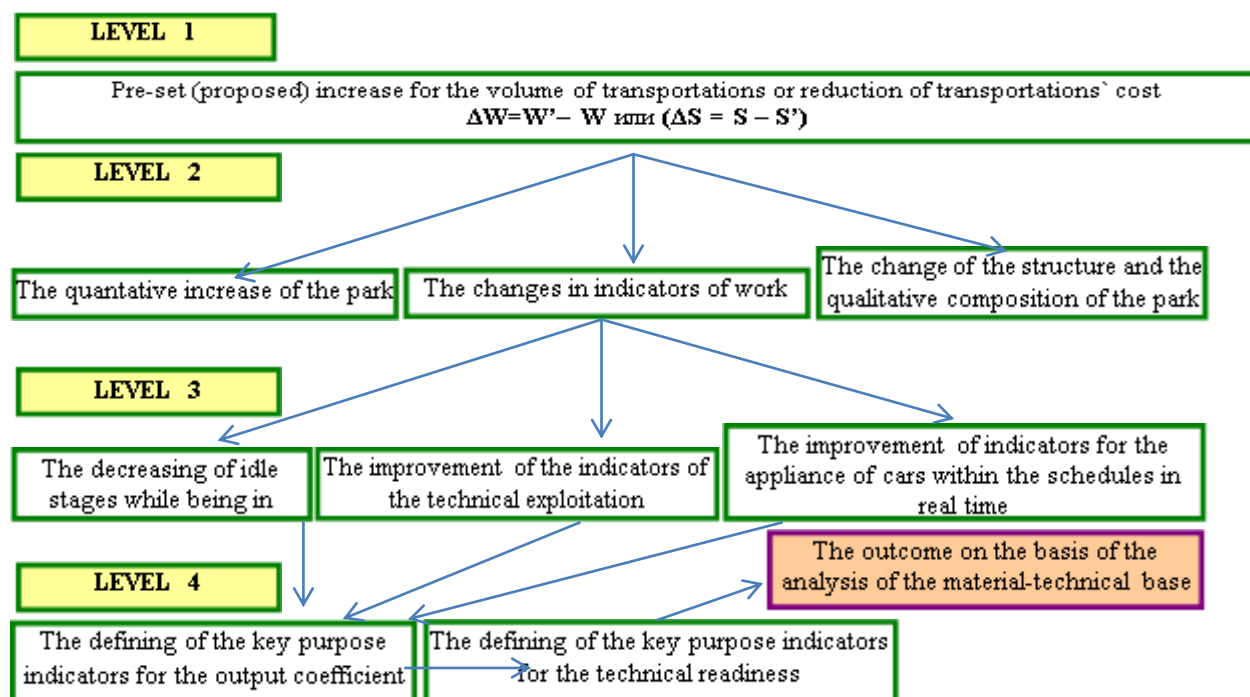 LEVEL 1
Pre-set (proposed) increase for the volume of transportations or reduction of transportations` cost
ΔW=W’– W или (ΔS = S – S’)
LEVEL 2
The quantative increase of the park
The changes in indicators of work
The change of the structure and the
qualitative composition of the park
LEVEL 3
The decreasing of idle
stages while being in
The improvement of the indicators of
the technical exploitation
The improvement of indicators for the
appliance of cars within the schedules in
real time
The outcome on the basis of the
analysis of the material-technical base
LEVEL 4
The defining of the key purpose
indicators for the output coefficient
The defining of the key purpose indicators
for the technical readiness